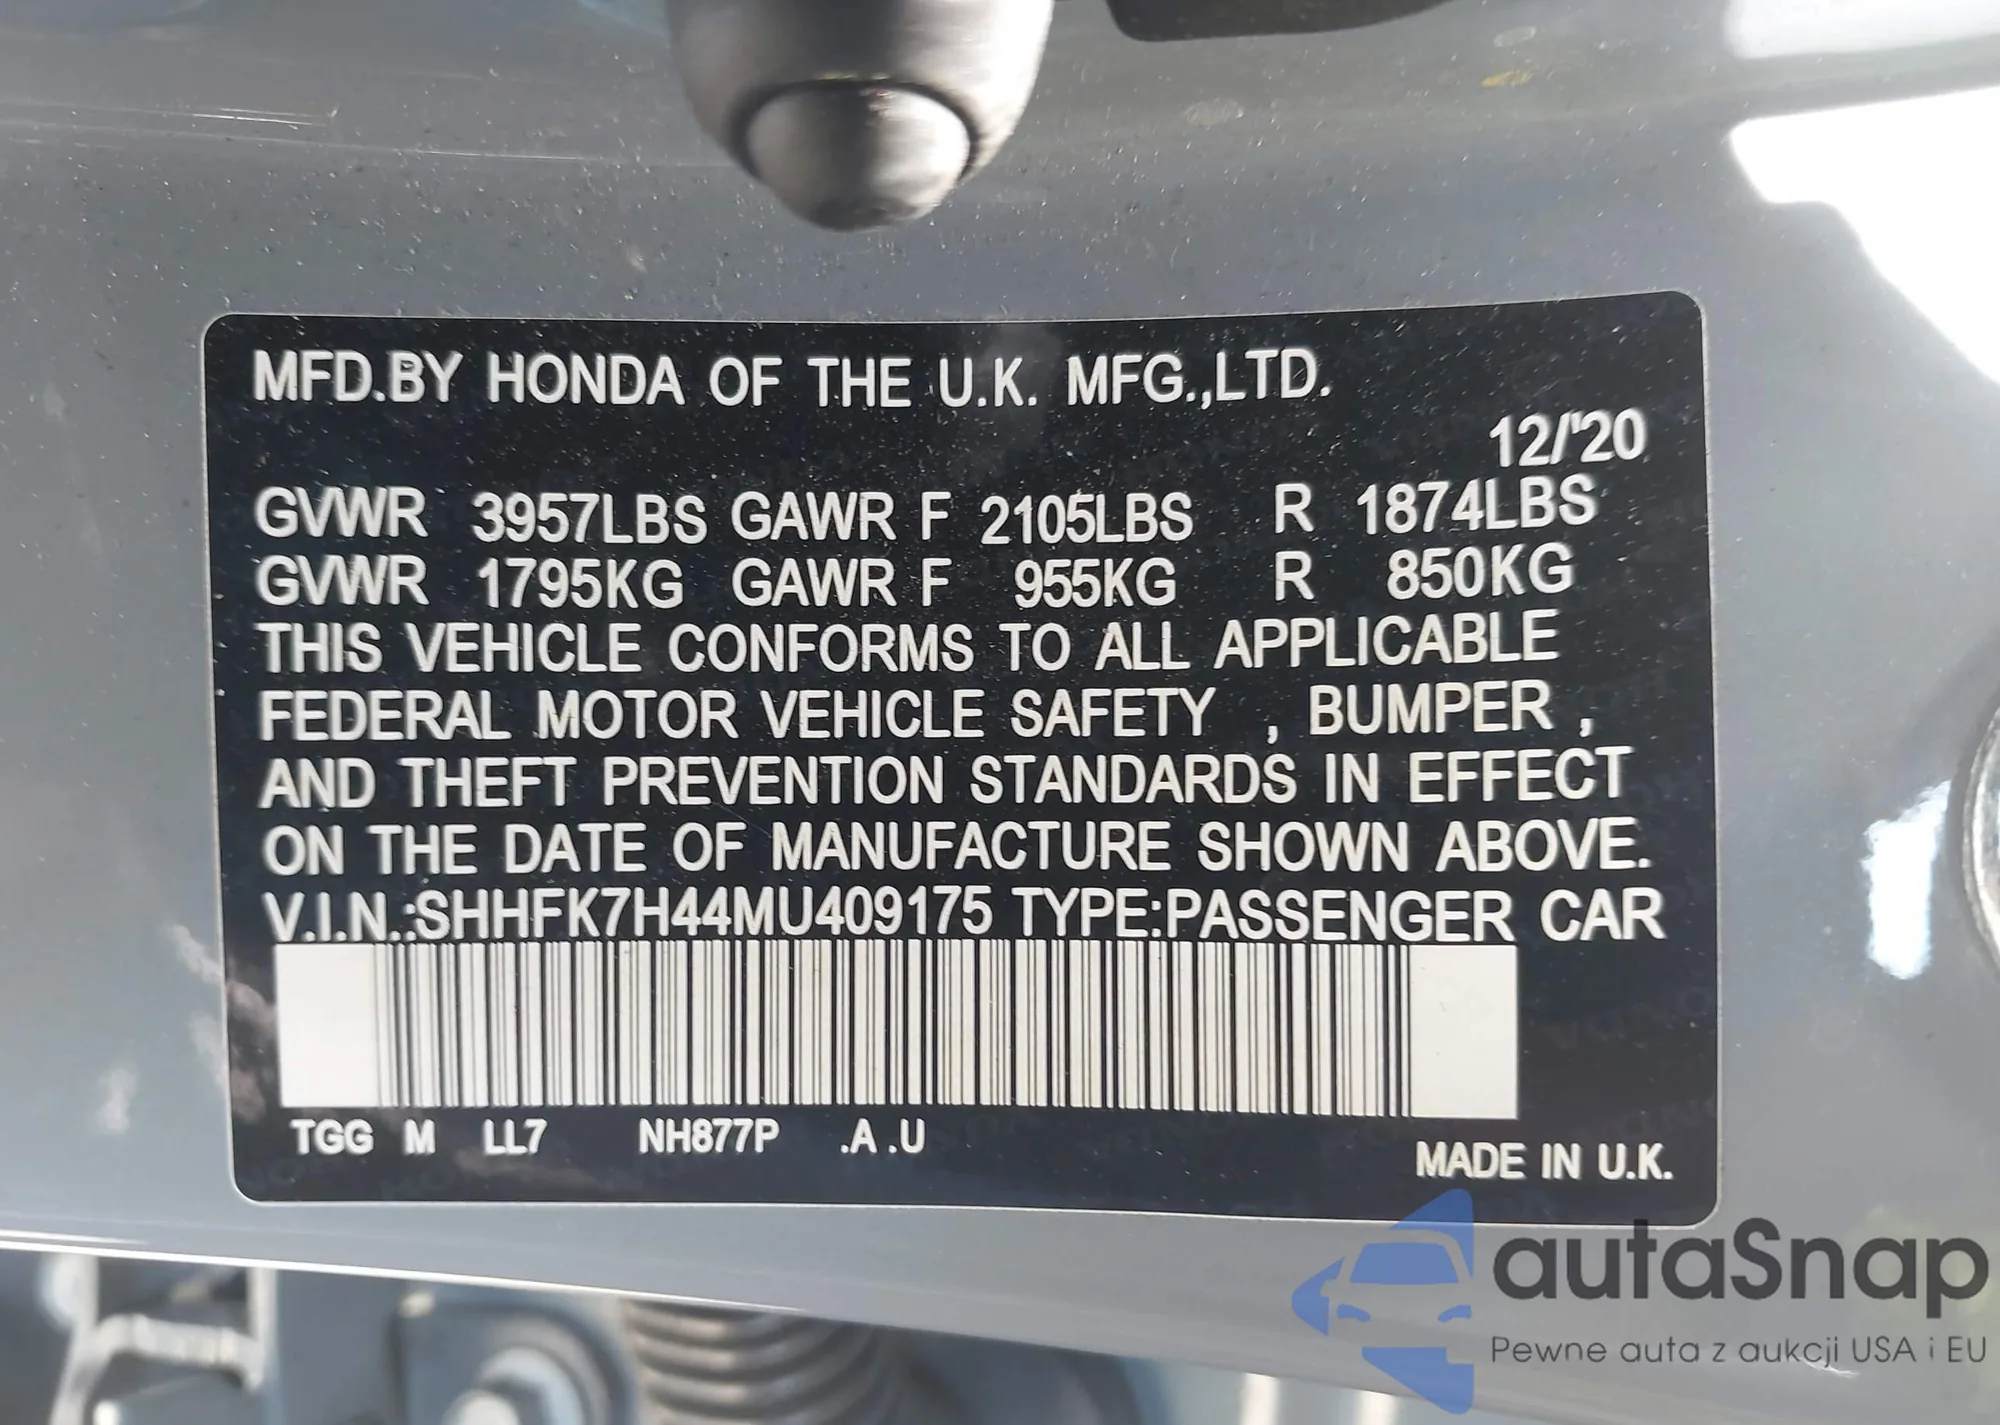 MFD.BY HONDA OF THE U.K. MFG.,LTD.
12/'20
GVWR 3957LBS GAWR F 2105LBS R 1874LBS
GVWR 1795KG GAWR F 955KG R 850KG
THIS VEHICLE CONFORMS TO ALL APPLICABLE
FEDERAL MOTOR VEHICLE SAFETY , BUMPER ,
AND THEFT PREVENTION STANDARDS IN EFFECT
ON THE DATE OF MANUFACTURE SHOWN ABOVE.
V.I.N.:SHHFK7H44MU409175 TYPE:PASSENGER CAR
TGG M LL7 NH877P .A .U
MADE IN U.K.
autaSnap
Pewne auta z aukcji USA i EU